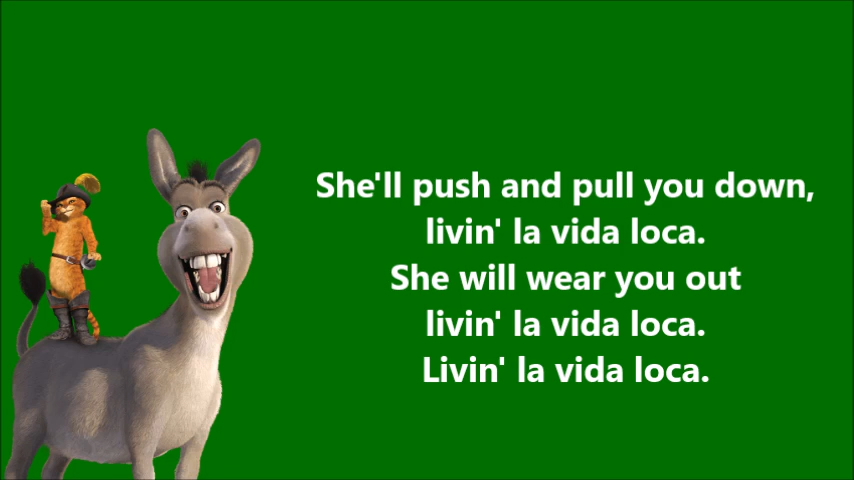 She'll push and pull you down,
livin' la vida loca.
She will wear you out
livin' la vida loca.
Livin' la vida loca.